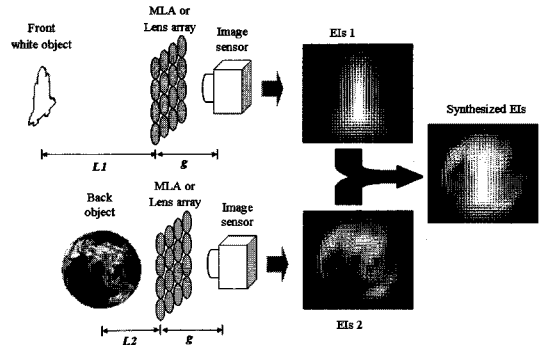 Front
white object
MLA or
Lens array
Image
sensor
EIs 1
Synthesized EIs
L1
g
Back
object
MLA or
Lens array
Image
sensor
EIs 2
L2
g